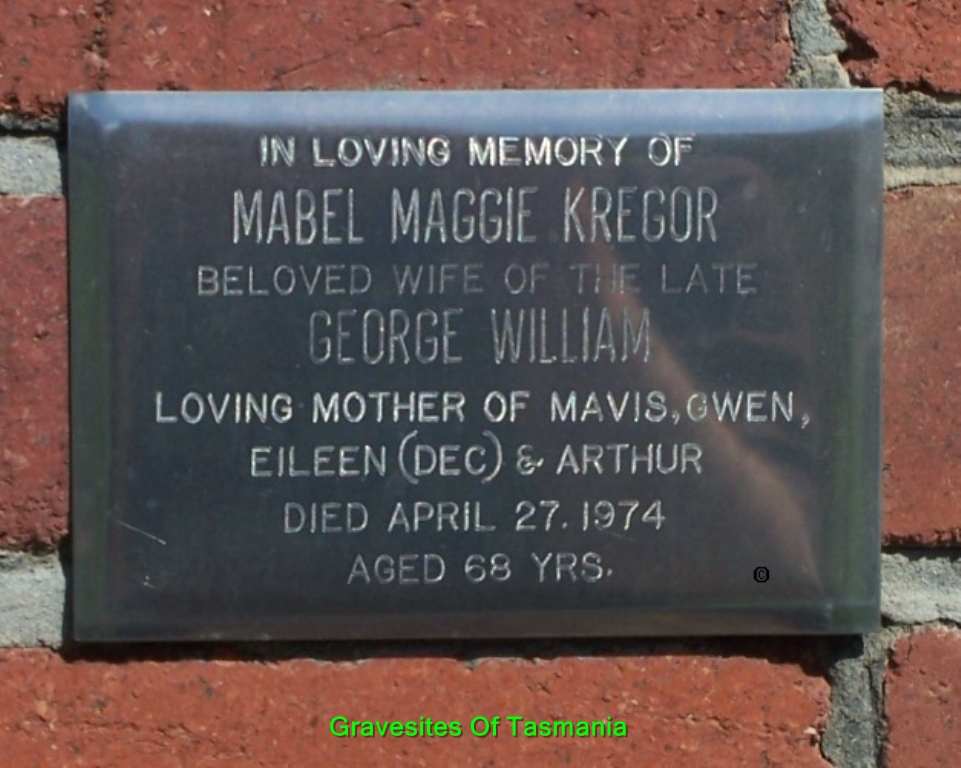 IN LOVING MEMORY OF
MABEL MAGGIE KREGOR
BELOVED WIFE OF THE LATE
GEORGE WILLIAM
LOVING MOTHER OF MAVIS, GWEN,
EILEEN (DEC) & ARTHUR
DIED APRIL 27. 1974
AGED 68 YRS.
©
Gravesites Of Tasmania